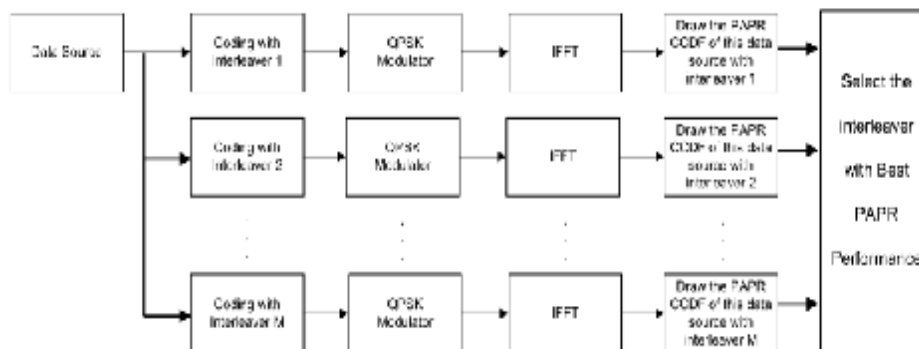 Data Source
Coding with
Interleaver 1
QPSK
Modulator
IFFT
Draw the PAPR
CCDF of this data
source with
interleaver 1
Coding with
Interleaver 2
QPSK
Modulator
IFFT
Draw the PAPR
CCDF of this data
source with
interleaver 2
Coding with
Interleaver M
QPSK
Modulator
IFFT
Draw the PAPR
CCDF of this data
source with
interleaver M
Select the
interleaver
with Best
PAPR
Performance